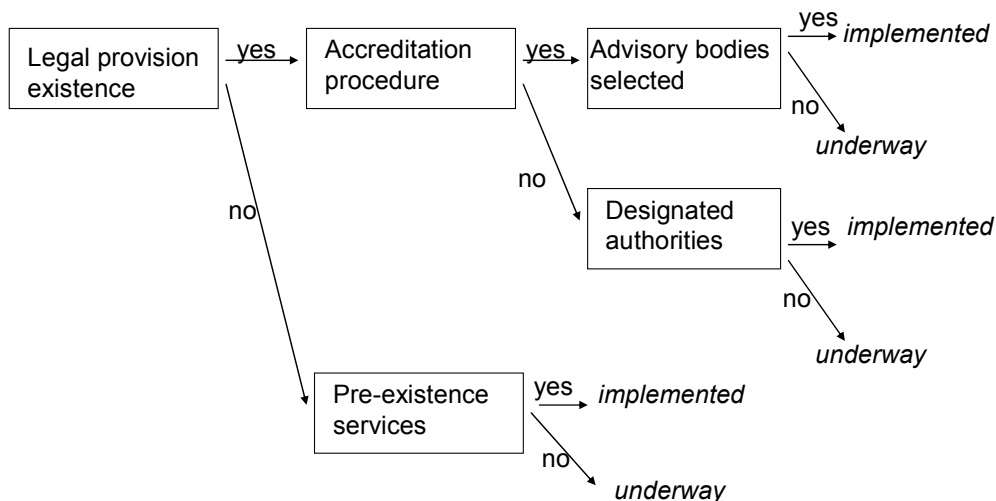 Legal provision
existence
yes
Accreditation
procedure
yes
Advisory bodies
selected
yes
implemented
no
underway
no
Designated
authorities
yes
implemented
no
underway
no
Pre-existence
services
yes
implemented
no
underway